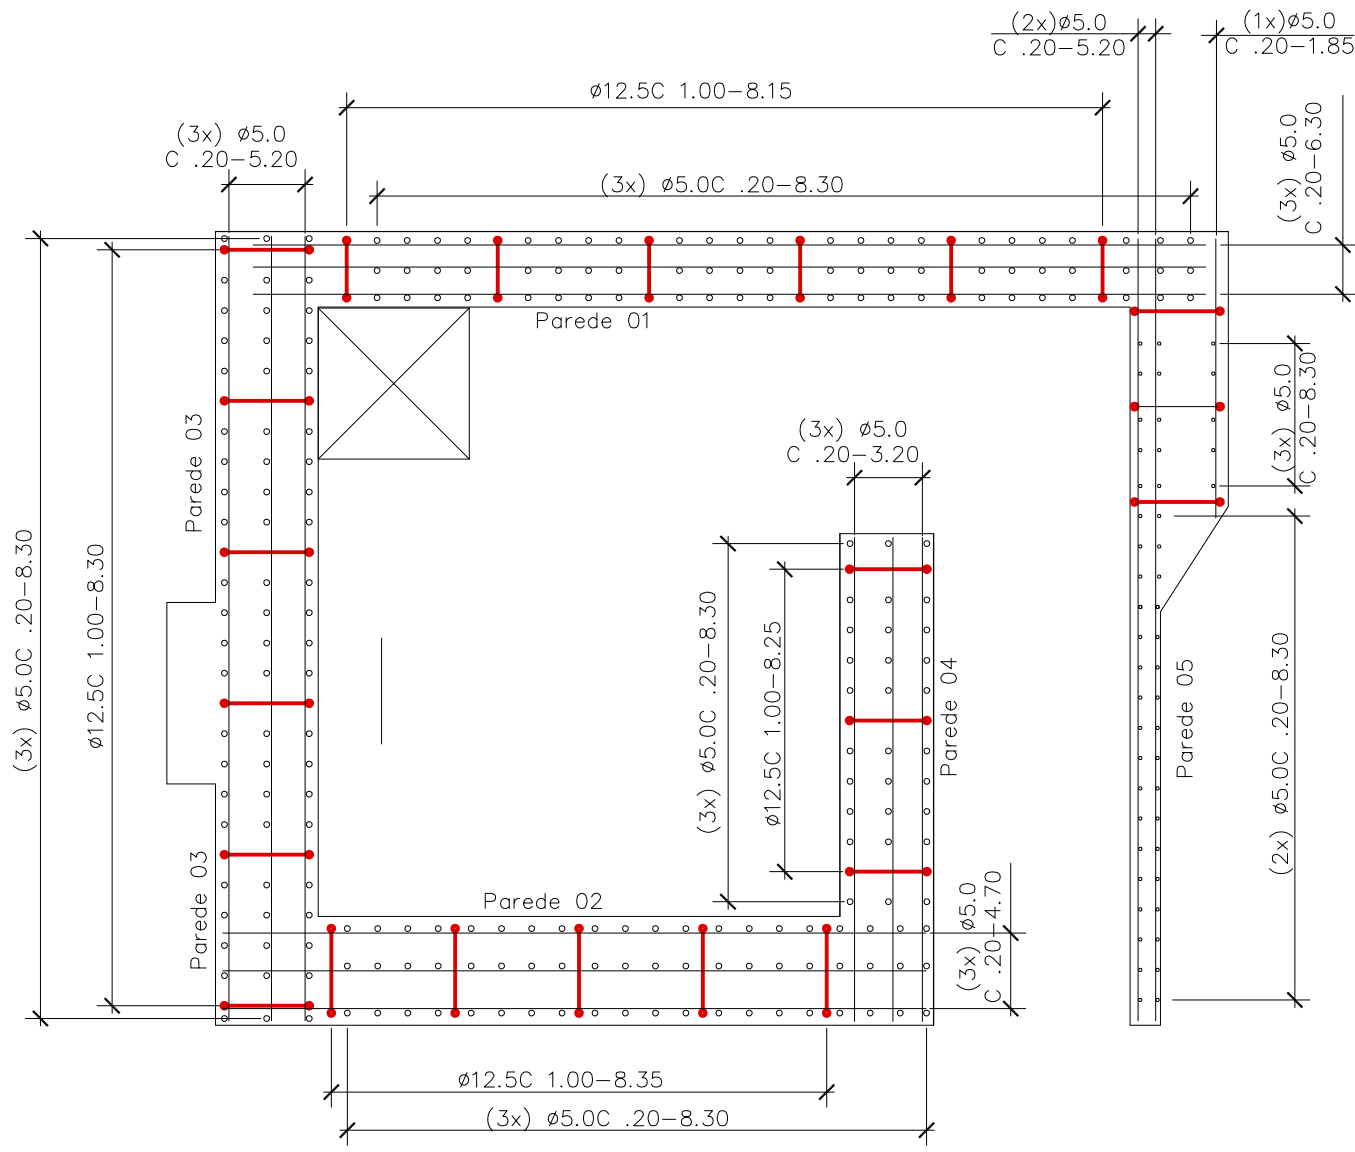 (2x)ø5.0
C .20-5.20
(1x)ø5.0
C .20-1.85
ø12.5C 1.00-8.15
(3x) ø5.0
C .20-5.20
(3x) ø5.0C .20-8.30
(3x) ø5.0
C .20-6.30
Parede 01
(3x) ø5.0
C .20-8.30
Parede 03
(3x) ø5.0
C .20-3.20
(3x) ø5.0C .20-8.30
ø12.5C 1.00-8.30
(3x) ø5.0C .20-8.30
ø12.5C 1.00-8.25
Parede 04
Parede 05
(2x) ø5.0C .20-8.30
Parede 03
Parede 02
(3x) ø5.0
C .20-4.70
ø12.5C 1.00-8.35
(3x) ø5.0C .20-8.30